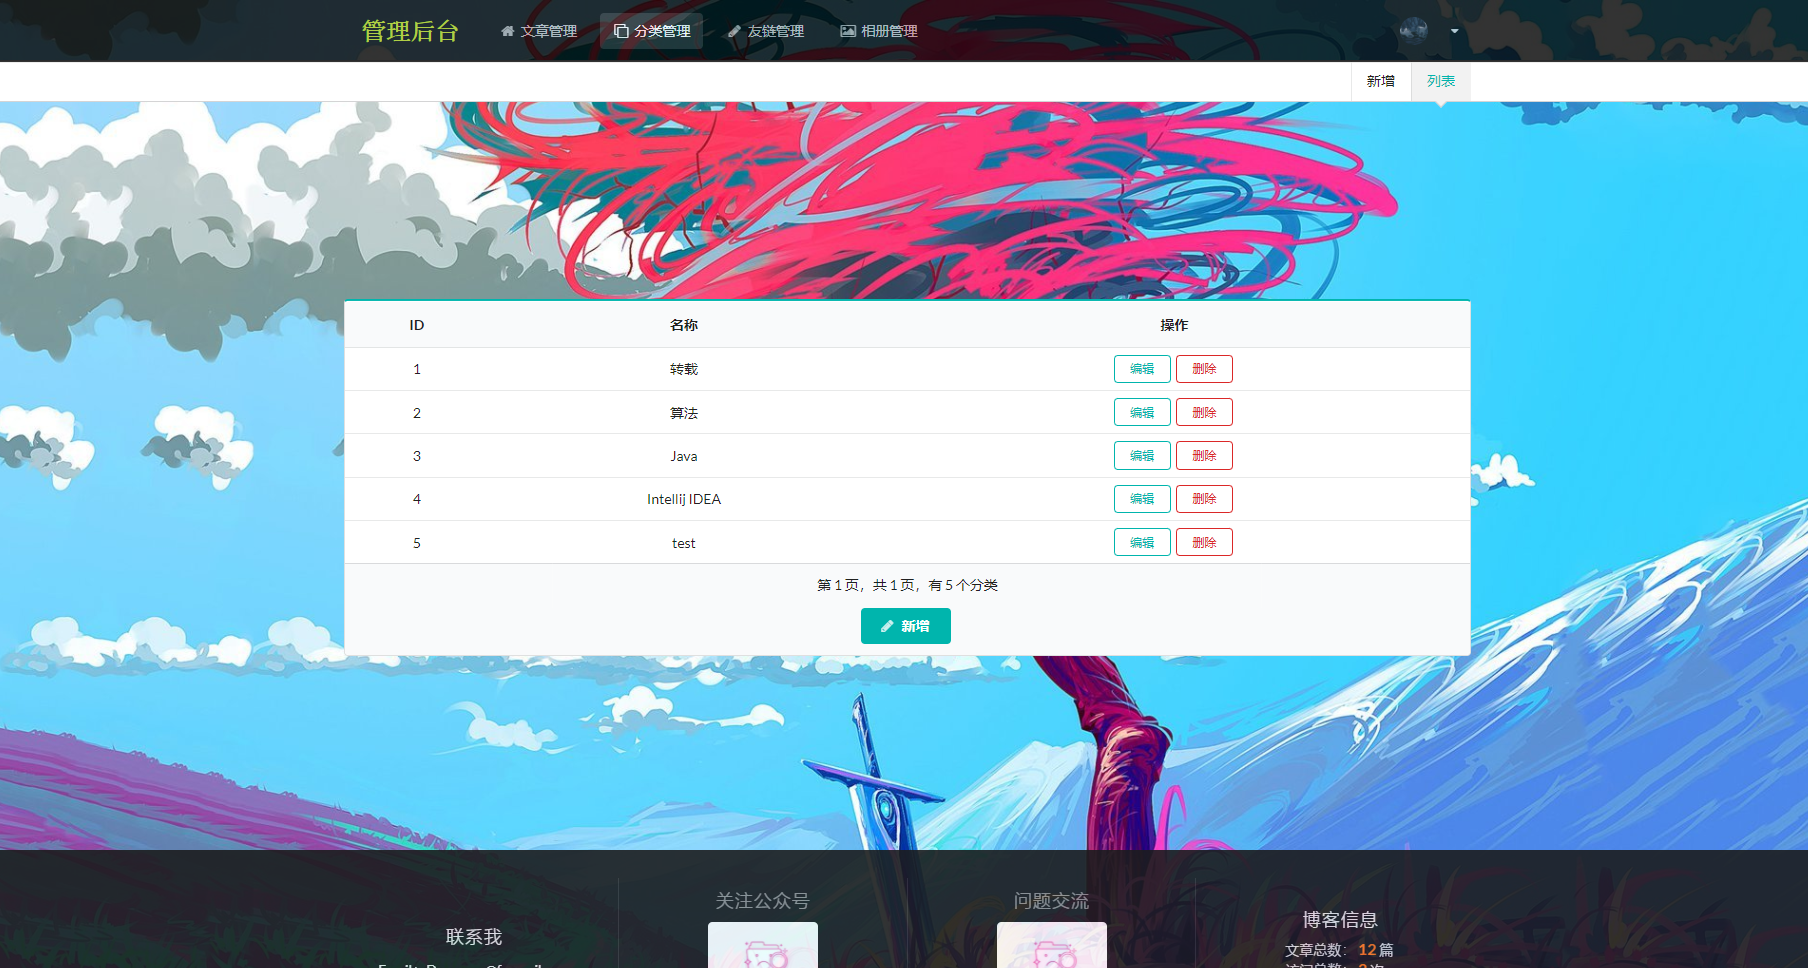 管理后台 文章管理 分类管理 友链管理 相册管理
新增 列表
ID 名称 操作
1 转载 编辑 删除
2 算法 编辑 删除
3 Java 编辑 删除
4 Intellij IDEA 编辑 删除
5 test 编辑 删除
第 1 页，共 1 页，有 5 个分类
新增
关注公众号 问题交流
博客信息
联系我
文章总数： 12 篇